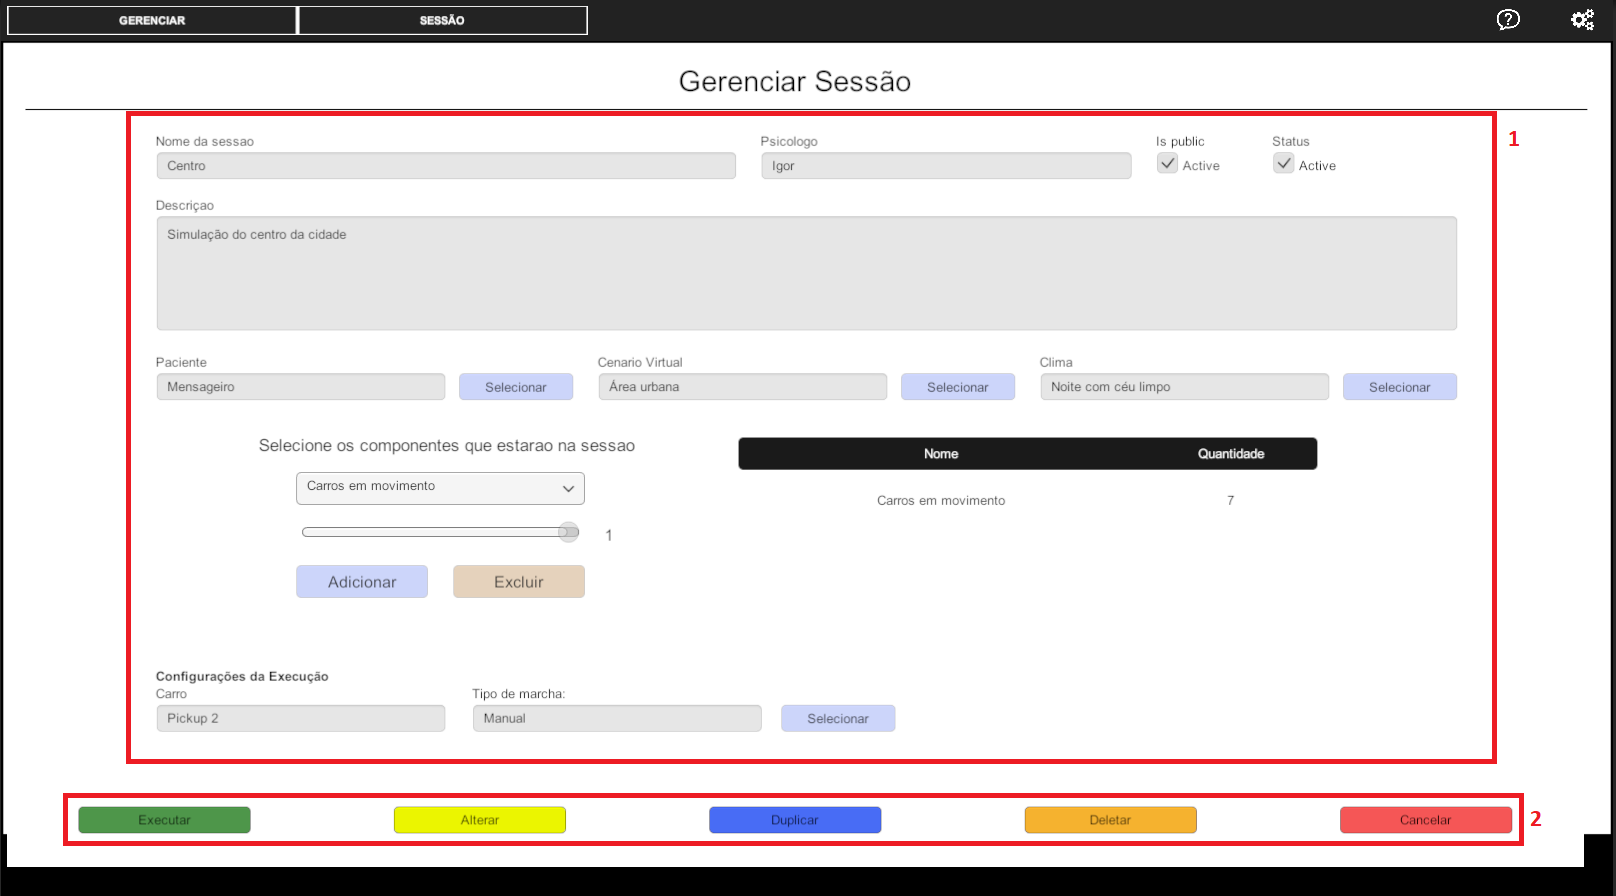 GERENCIAR SESSÃO
Gerenciar Sessão
1
Nome da sessao Psicologo Is public Status
Centro Igor Active Active
Descriçao
Simulação do centro da cidade
Paciente Cenario Virtual Clima
Mensageiro Selecionar Área urbana Selecionar Noite com céu limpo Selecionar
Selecione os componentes que estarao na sessao
Nome Quantidade
Carros em movimento
Carros em movimento 7
1
Adicionar Excluir
Configurações da Execução
Carro Tipo de marcha:
Pickup 2 Manual Selecionar
Executar Alterar Duplicar Deletar Cancelar
2